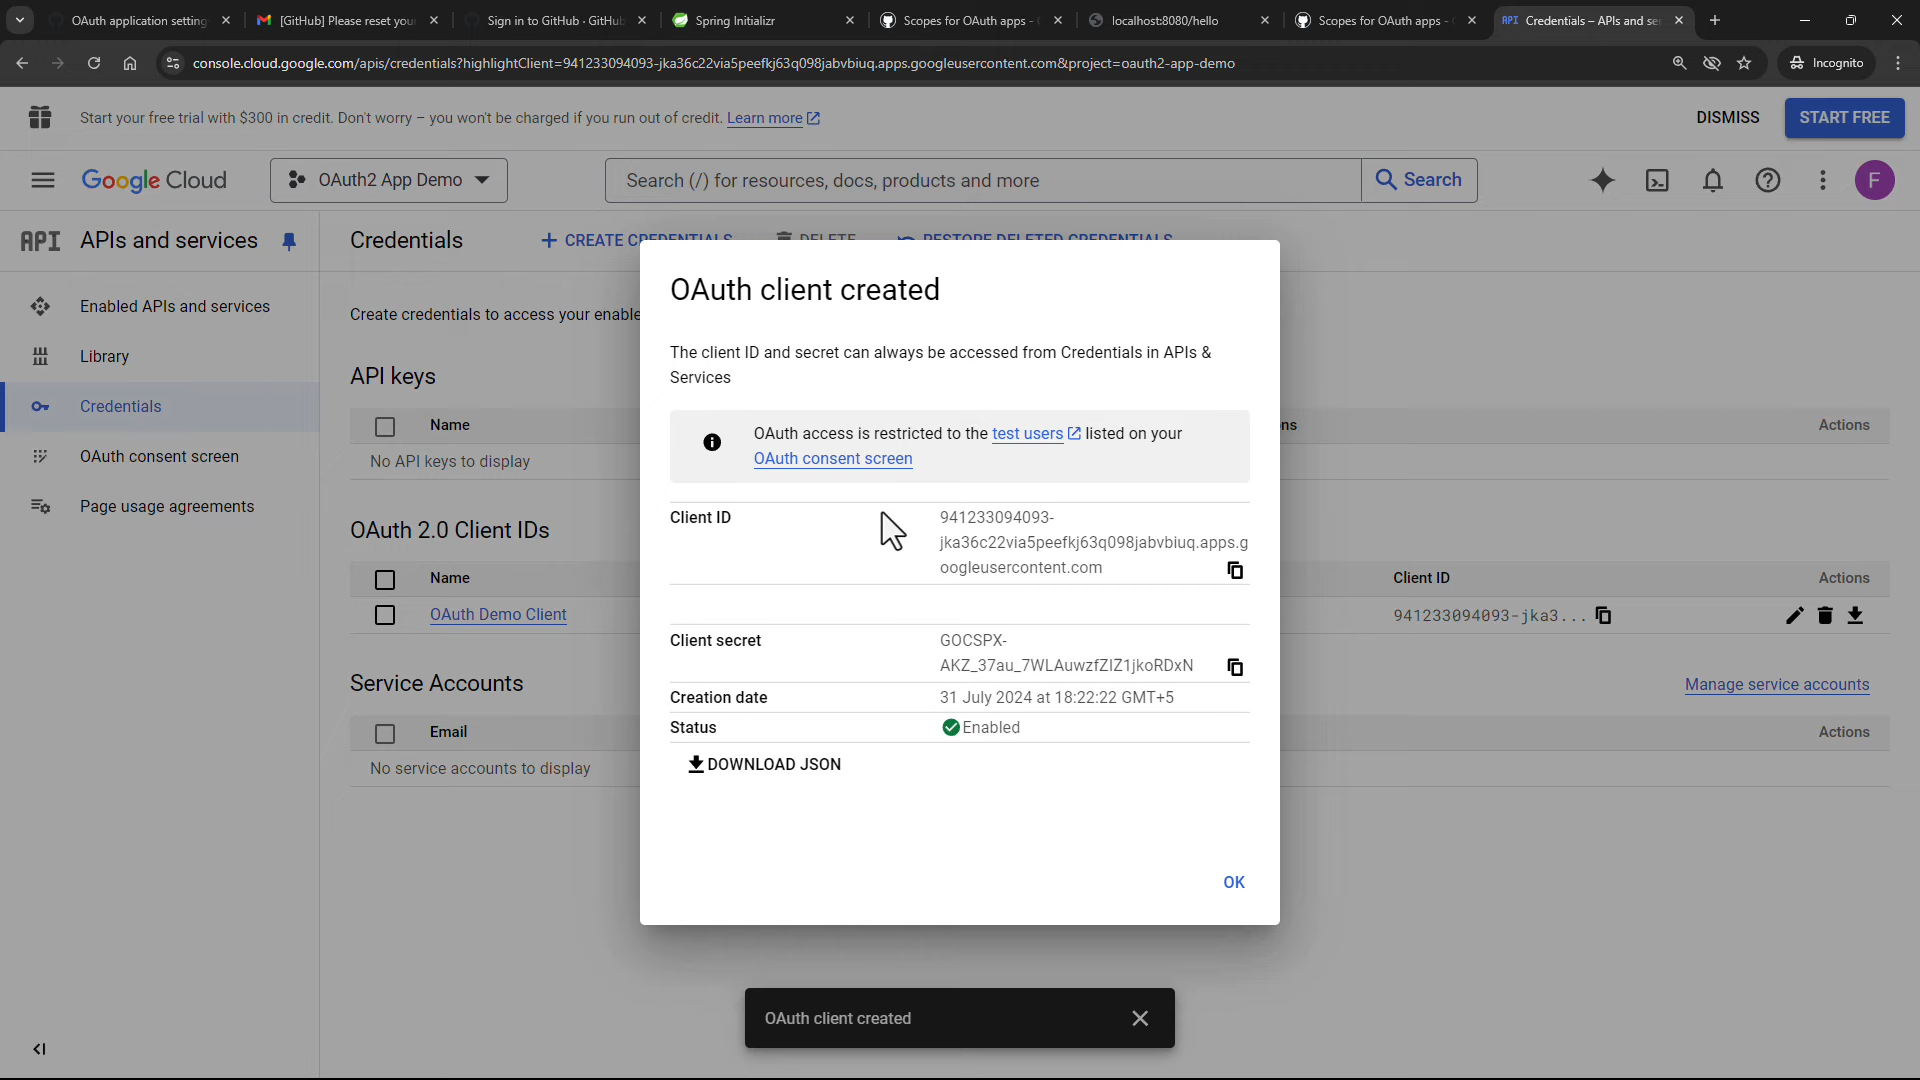 OAuth application setting
[GitHub] Please reset you
Sign in to GitHub · GitHub
Spring Initializr
Scopes for OAuth apps -
localhost:8080/hello
Scopes for OAuth apps -
API Credentials – APIs and se
console.cloud.google.com/apis/credentials?highlightClient=941233094093-jka36c22via5peefkj63q098jabvbiuq.apps.googleusercontent.com&project=oauth2-app-demo
Incognito
Start your free trial with $300 in credit. Don't worry – you won't be charged if you run out of credit. Learn more
DISMISS
START FREE
Google Cloud
OAuth2 App Demo
Search (/) for resources, docs, products and more
Search
F
API APIs and services
Credentials
+ CREATE CREDENTIALS
DELETE
RESTORE DELETED CREDENTIALS
Enabled APIs and services
Library
Credentials
OAuth consent screen
Page usage agreements
Create credentials to access your enable
API keys
Name
Actions
No API keys to display
OAuth 2.0 Client IDs
Name
Client ID
Actions
OAuth Demo Client
941233094093-jka3...
Service Accounts
Manage service accounts
Email
Actions
No service accounts to display
OAuth client created
The client ID and secret can always be accessed from Credentials in APIs &
Services
OAuth access is restricted to the test users listed on your
OAuth consent screen
Client ID
941233094093-
jka36c22via5peefkj63q098jabvbiuq.apps.g
oogleusercontent.com
Client secret
GOCSPX-
AKZ_37au_7WLAuwzfZIZ1jkoRDxN
Creation date
31 July 2024 at 18:22:22 GMT+5
Status
Enabled
DOWNLOAD JSON
OK
OAuth client created